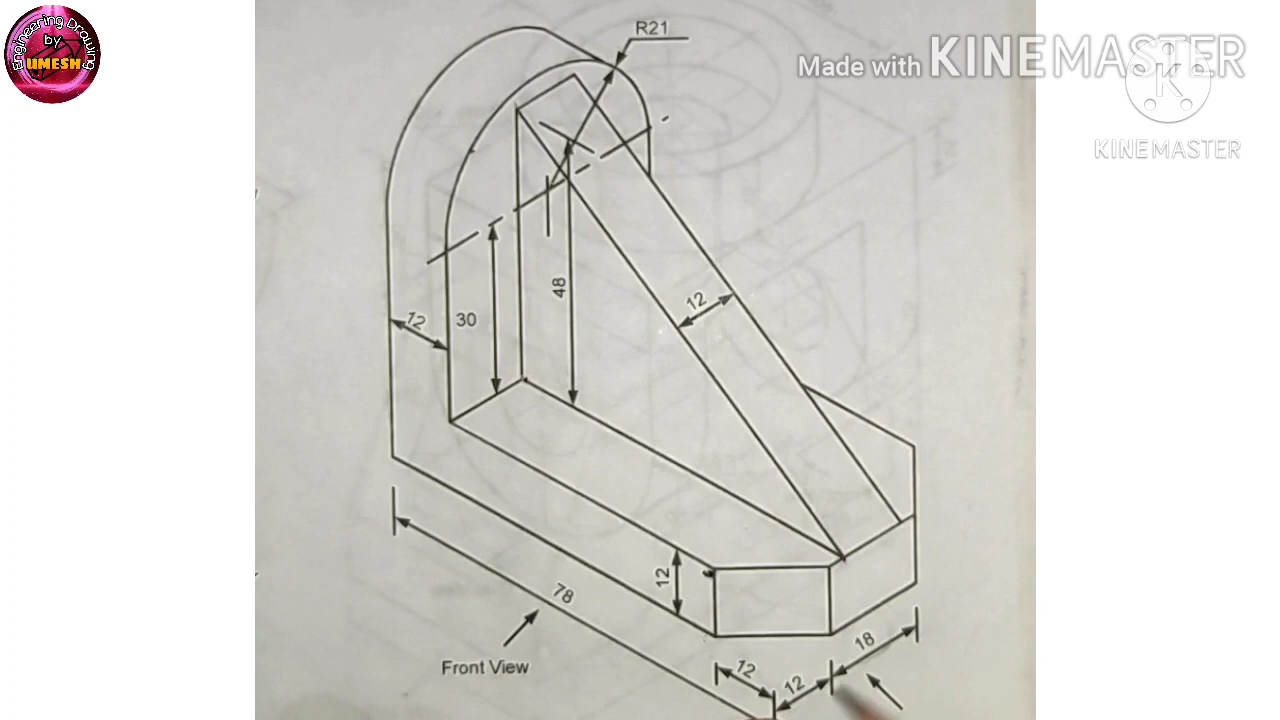 Engineering Drawing
by
UMESH
R21
Made with KINEMASTER
K
KINEMASTER
48
12
12
30
12
78
Front View
12
12
18